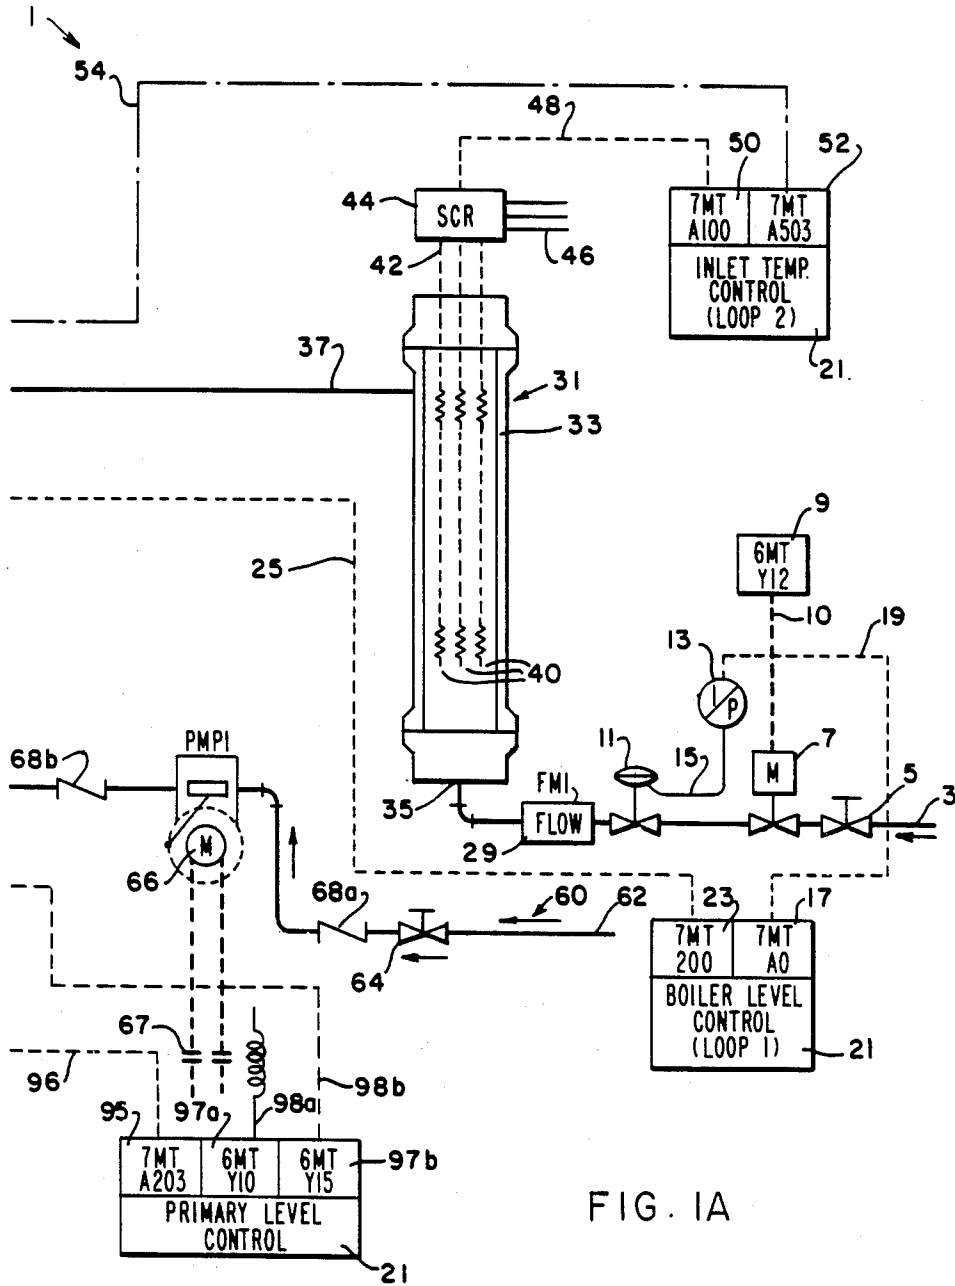 1
54
48
50
52
44
SCR
7MT
A100
7MT
A503
42
46
INLET TEMP.
CONTROL
(LOOP 2)
21.
37
31
33
9
6MT
Y12
25
10
19
13
I/P
40
PMP1
11
7
68b
15
M
5
3
35
FM1
FLOW
29
M
66
68a
60
62
23
17
64
7MT
200
7MT
A0
BOILER LEVEL
CONTROL
(LOOP 1)
21
67
96
98b
98a
95
97a
7MT
A203
6MT
Y10
6MT
Y15
97b
PRIMARY LEVEL
CONTROL
21
FIG. 1A